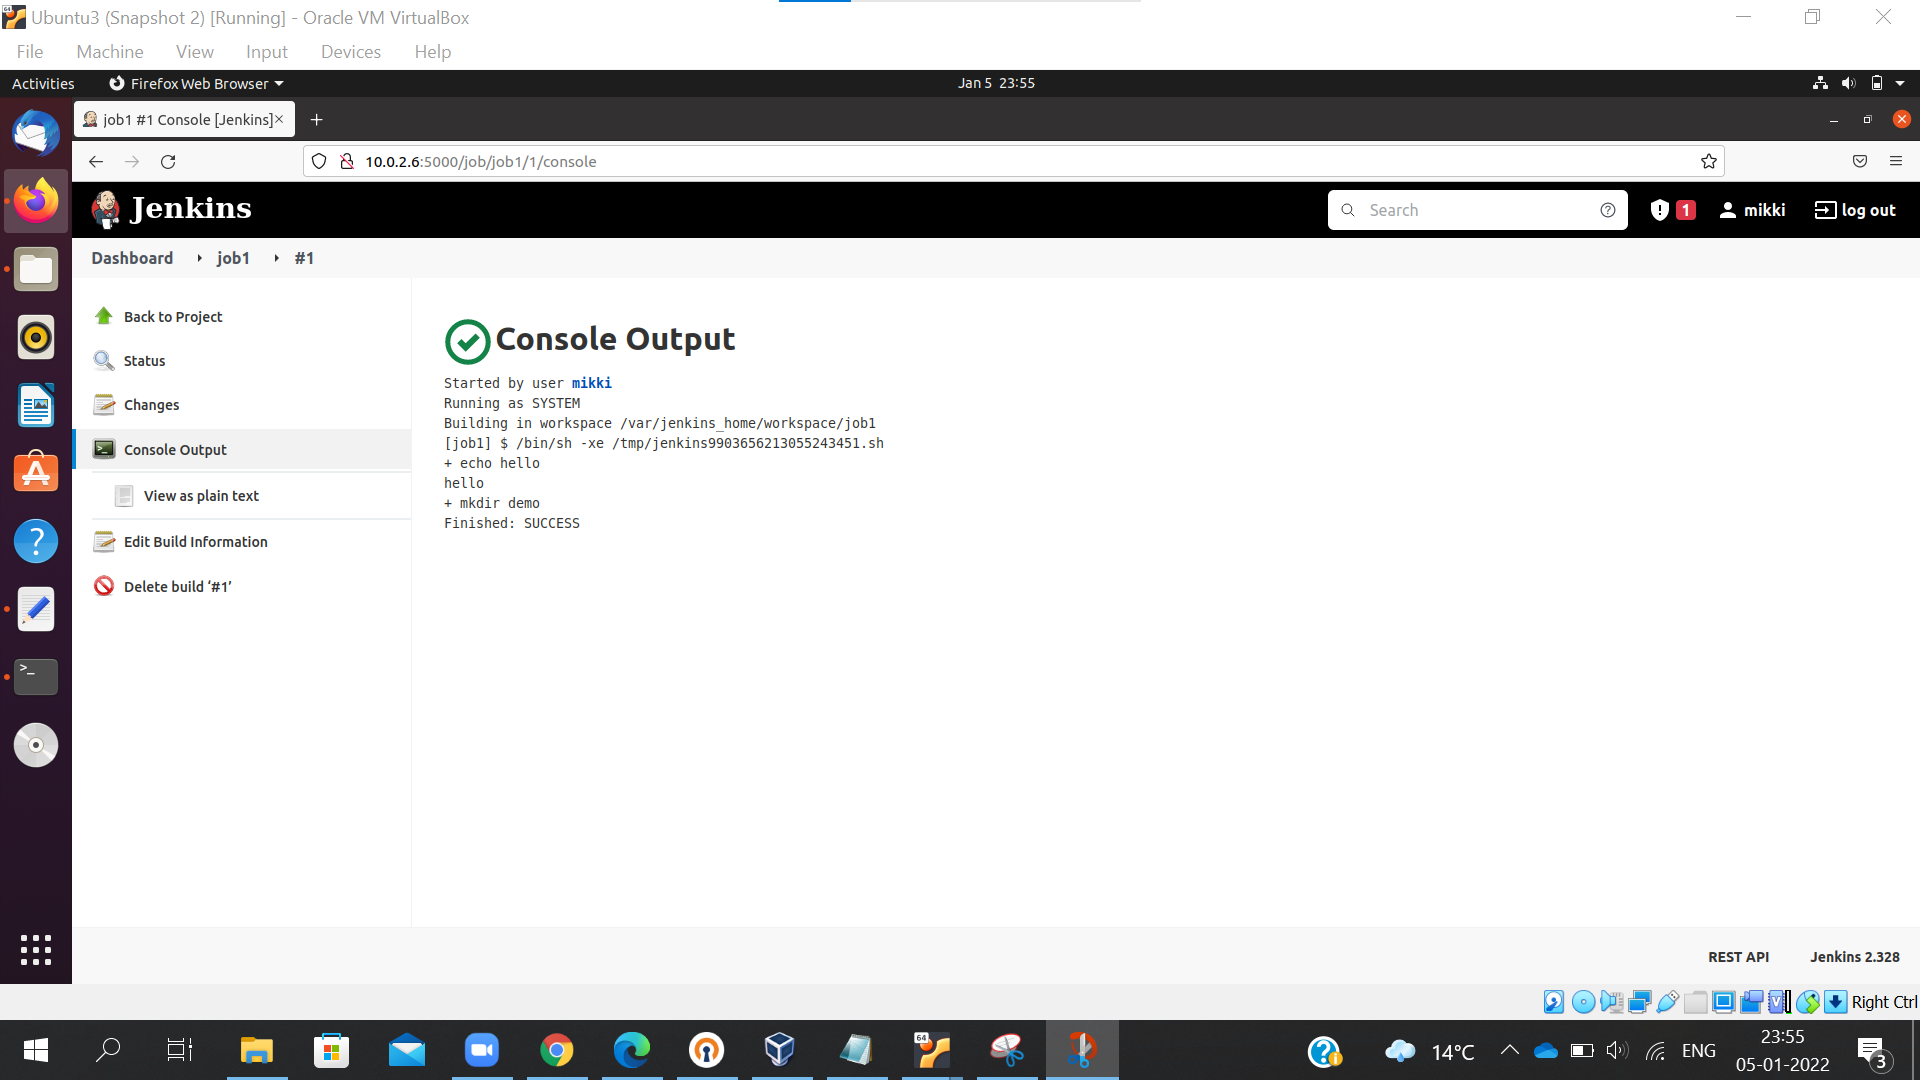 Ubuntu3 (Snapshot 2) [Running] - Oracle VM VirtualBox
File Machine View Input Devices Help
Activities Firefox Web Browser Jan 5 23:55
job1 #1 Console [Jenkins]
10.0.2.6:5000/job/job1/1/console
Jenkins Search 1 mikki log out
Dashboard job1 #1
Back to Project
Status
Changes
Console Output
View as plain text
Edit Build Information
Delete build ‘#1’
Console Output
Started by user mikki
Running as SYSTEM
Building in workspace /var/jenkins_home/workspace/job1
[job1] $ /bin/sh -xe /tmp/jenkins9903656213055243451.sh
+ echo hello
hello
+ mkdir demo
Finished: SUCCESS
REST API Jenkins 2.328
Right Ctrl
64
14°C ENG 23:55
05-01-2022
3